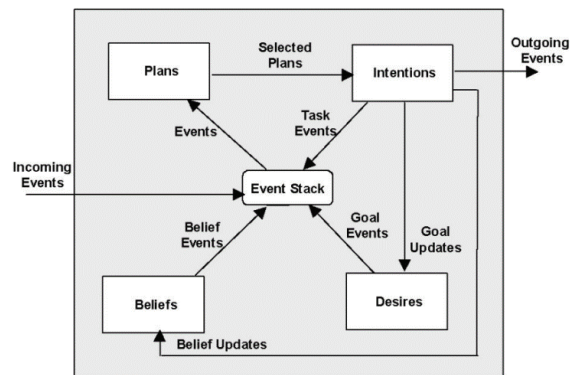 Selected
Plans
Outgoing
Events
Plans
Intentions
Events
Task
Events
Incoming
Events
Event Stack
Belief
Events
Goal
Events
Goal
Updates
Beliefs
Desires
Belief Updates